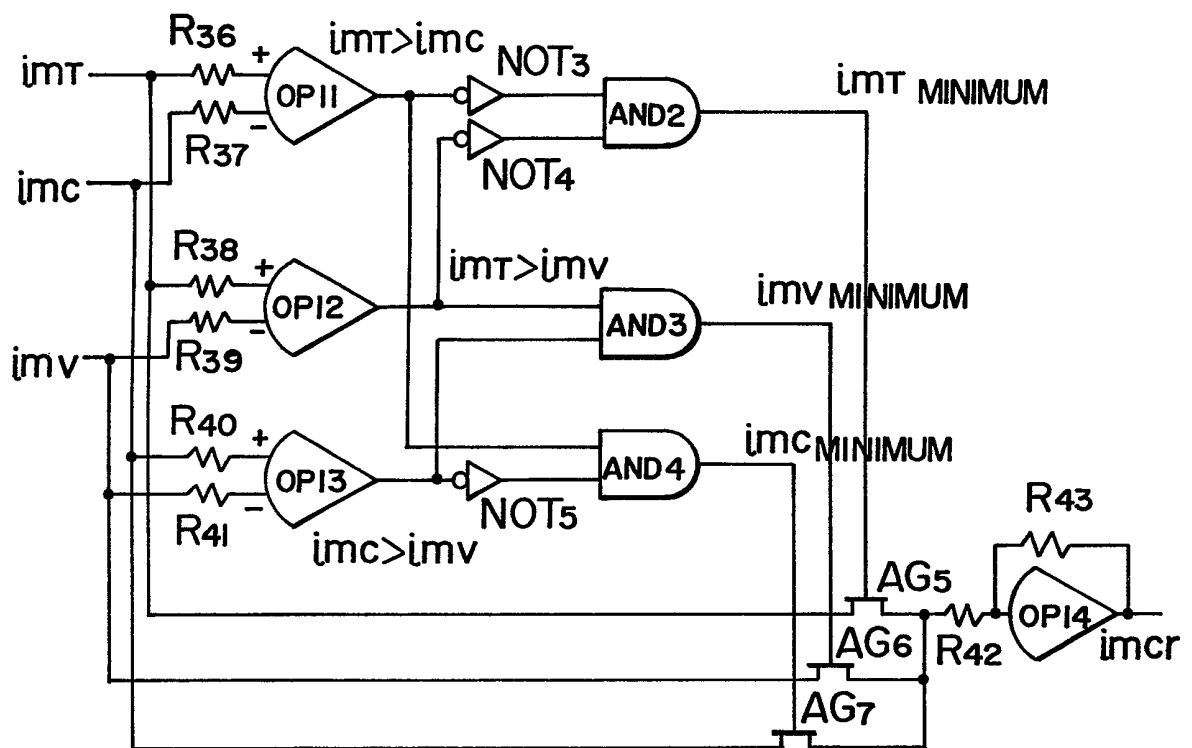 R36
imT>imc
NOT3
imT
+
OP11
AND2
imT MINIMUM
−
R37
NOT4
imc
R38
+
imT>imv
imv MINIMUM
OP12
AND3
−
R39
imv
R40
+
imc MINIMUM
OP13
AND4
−
R41
NOT5
imc>imv
R43
AG5
OP14
AG6
R42
imcr
AG7